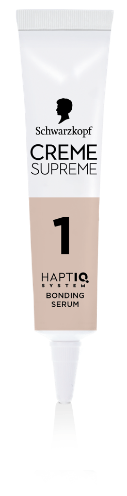 Schwarzkopf
CREME
SUPREME
1
HAPTIQ
SYSTEM
BONDING
SERUM